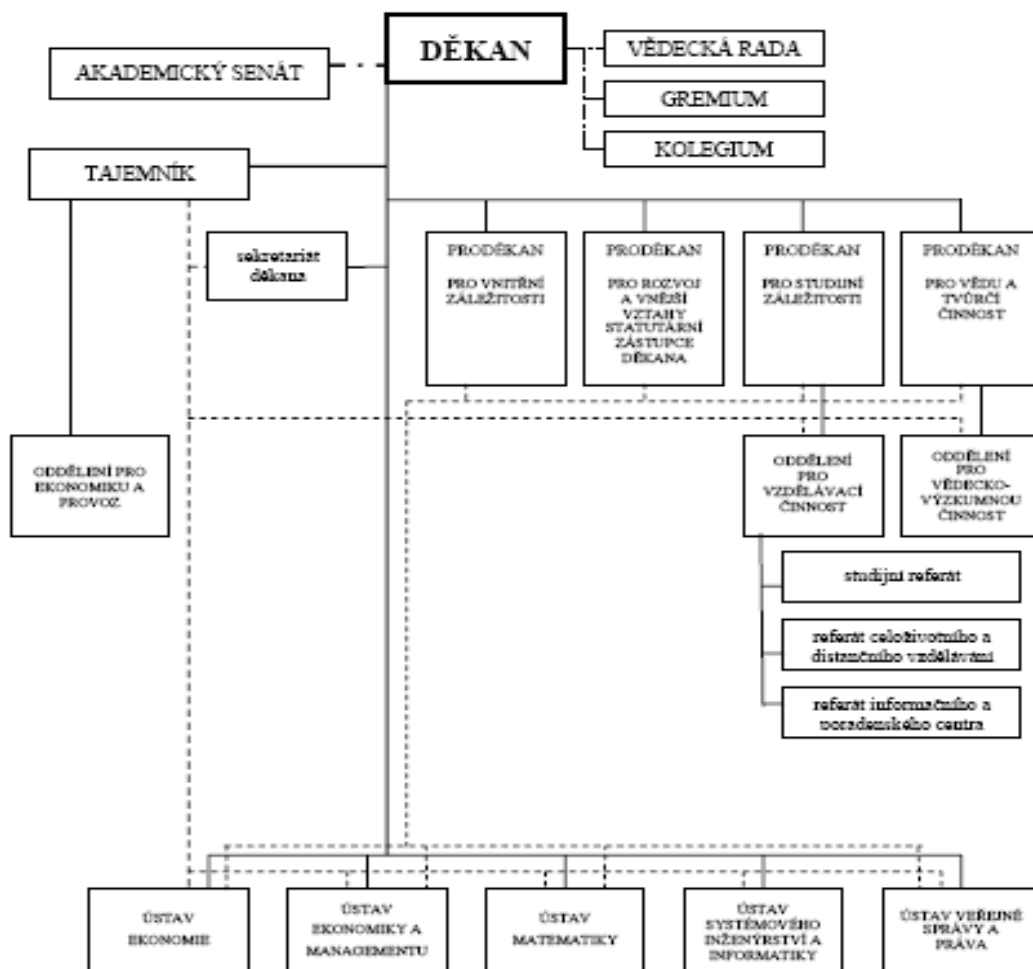 DĚKAN
VĚDECKÁ RADA
AKADEMICKÝ SENÁT
GREMIUM
KOLEGIUM
TAJEMNÍK
sekretariát
děkana
PRODĚKAN
PRO VNITŘNÍ
ZÁLEŽITOSTI
PRODĚKAN
PRO ROZVOJ
A VNĚJŠÍ
VZTAHY
STATUTÁRNÍ
ZÁSTUPCE
DĚKANA
PRODĚKAN
PRO STUDIJNÍ
ZÁLEŽITOSTI
PRODĚKAN
PRO VĚDU A
TVŮRČÍ
ČINNOST
ODDĚLENÍ PRO
EKONOMIKU A
PROVOZ
ODDĚLENÍ
PRO
VZDĚLÁVACÍ
ČINNOST
ODDĚLENÍ
PRO
VĚDECKO-
VÝZKUMNOU
ČINNOST
studijní referát
referát celoživotního a
distančního vzdělávání
referát informačního a
poradenského centra
ÚSTAV
EKONOMIE
ÚSTAV
EKONOMIKY A
MANAGEMENTU
ÚSTAV
MATEMATIKY
ÚSTAV
SYSTÉMOVÉHO
INŽENÝRSTVÍ A
INFORMATIKY
ÚSTAV VEŘEJNÉ
SPRÁVY A
PRÁVA